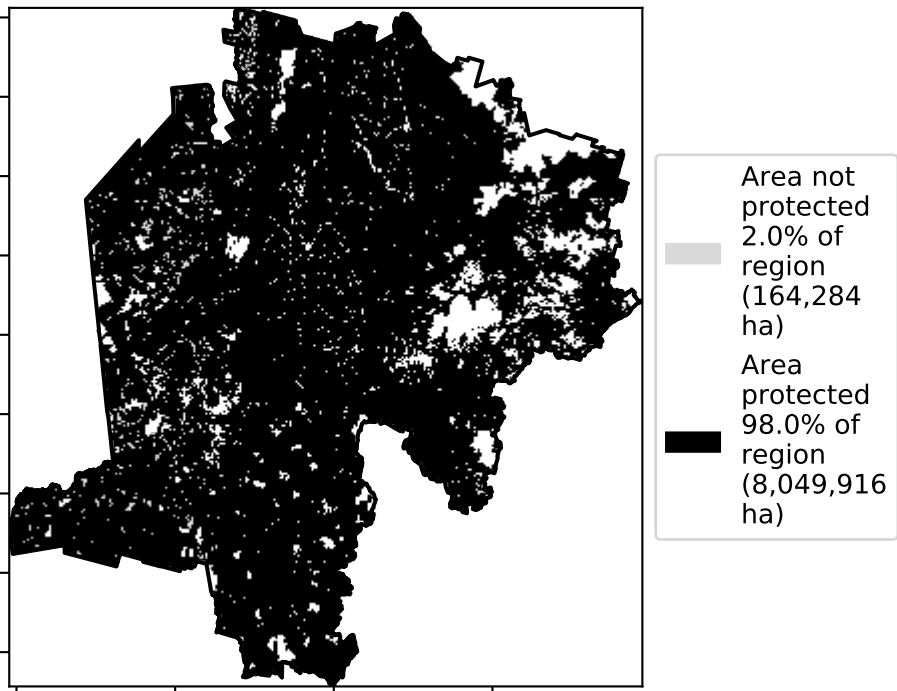 Area not
protected
2.0% of
region
(164,284
ha)
Area
protected
98.0% of
region
(8,049,916
ha)